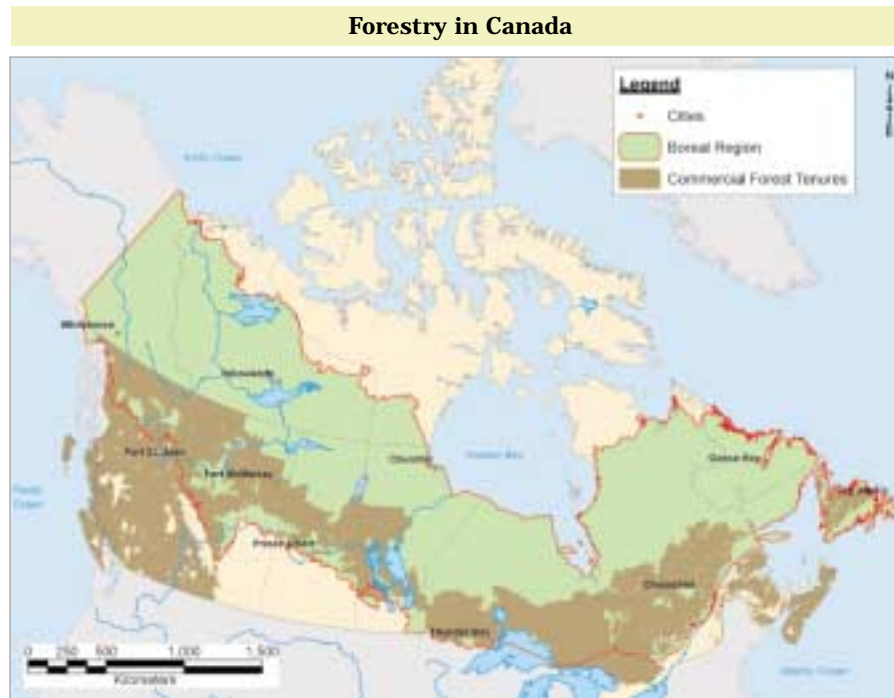 Forestry in Canada
Legend
Cities
Boreal Region
Commercial Forest Tenures
Arctic Ocean
Whitehorse
Yellowknife
Churchill
Hudson Bay
Goose Bay
Fort St. John
Fort McMurray
Pacific
Ocean
Prince Albert
Thunder Bay
0 250 500 1,000 1,500
Kilometers
Atlantic Ocean